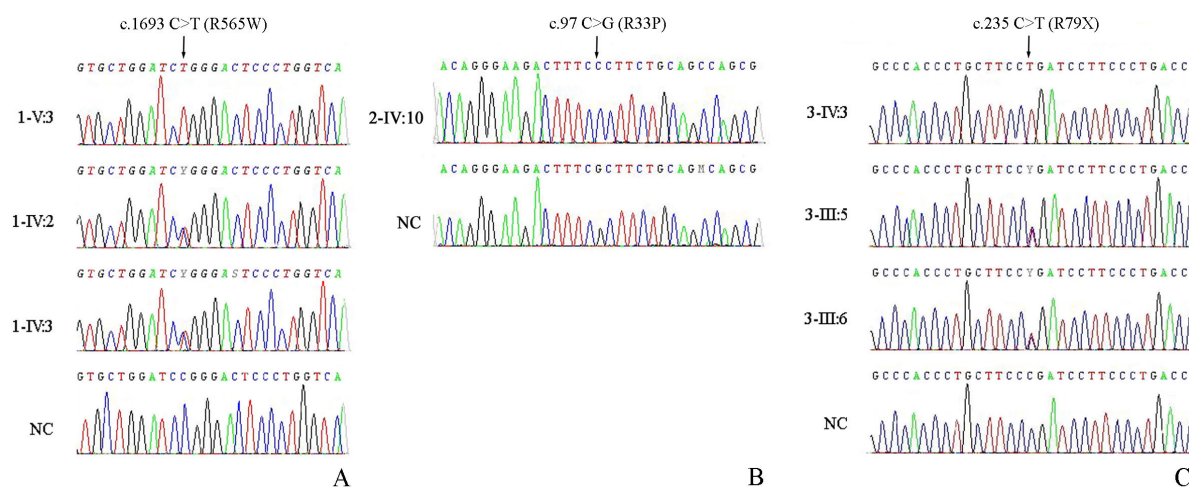 c.1693 C>T (R565W)
GTGCTGGATCTGGGACTCCCTGGTCA
1-V:3
GTGCTGGATCYGGGACTCCCTGGTCA
1-IV:2
GTGCTGGATCYGGGASTCCCTGGTCA
1-IV:3
GTGCTGGATCCGGGACTCCCTGGTCA
NC
A
c.97 C>G (R33P)
ACAGGGAAGACTTTCCCTTCTGCAGCCAGCG
2-IV:10
ACAGGGAAGACTTTCGCTTCTGCAGMCAGCG
NC
B
c.235 C>T (R79X)
GCCCACCCTGCTTCCTGATCCTTCCCTGACC
3-IV:3
GCCCACCCTGCTTCCYGATCCTTCCCTGACC
3-III:5
GCCCACCCTGCTTCCYGATCCTTCCCTGACC
3-III:6
GCCCACCCTGCTTCCCGATCCTTCCCTGACC
NC
C